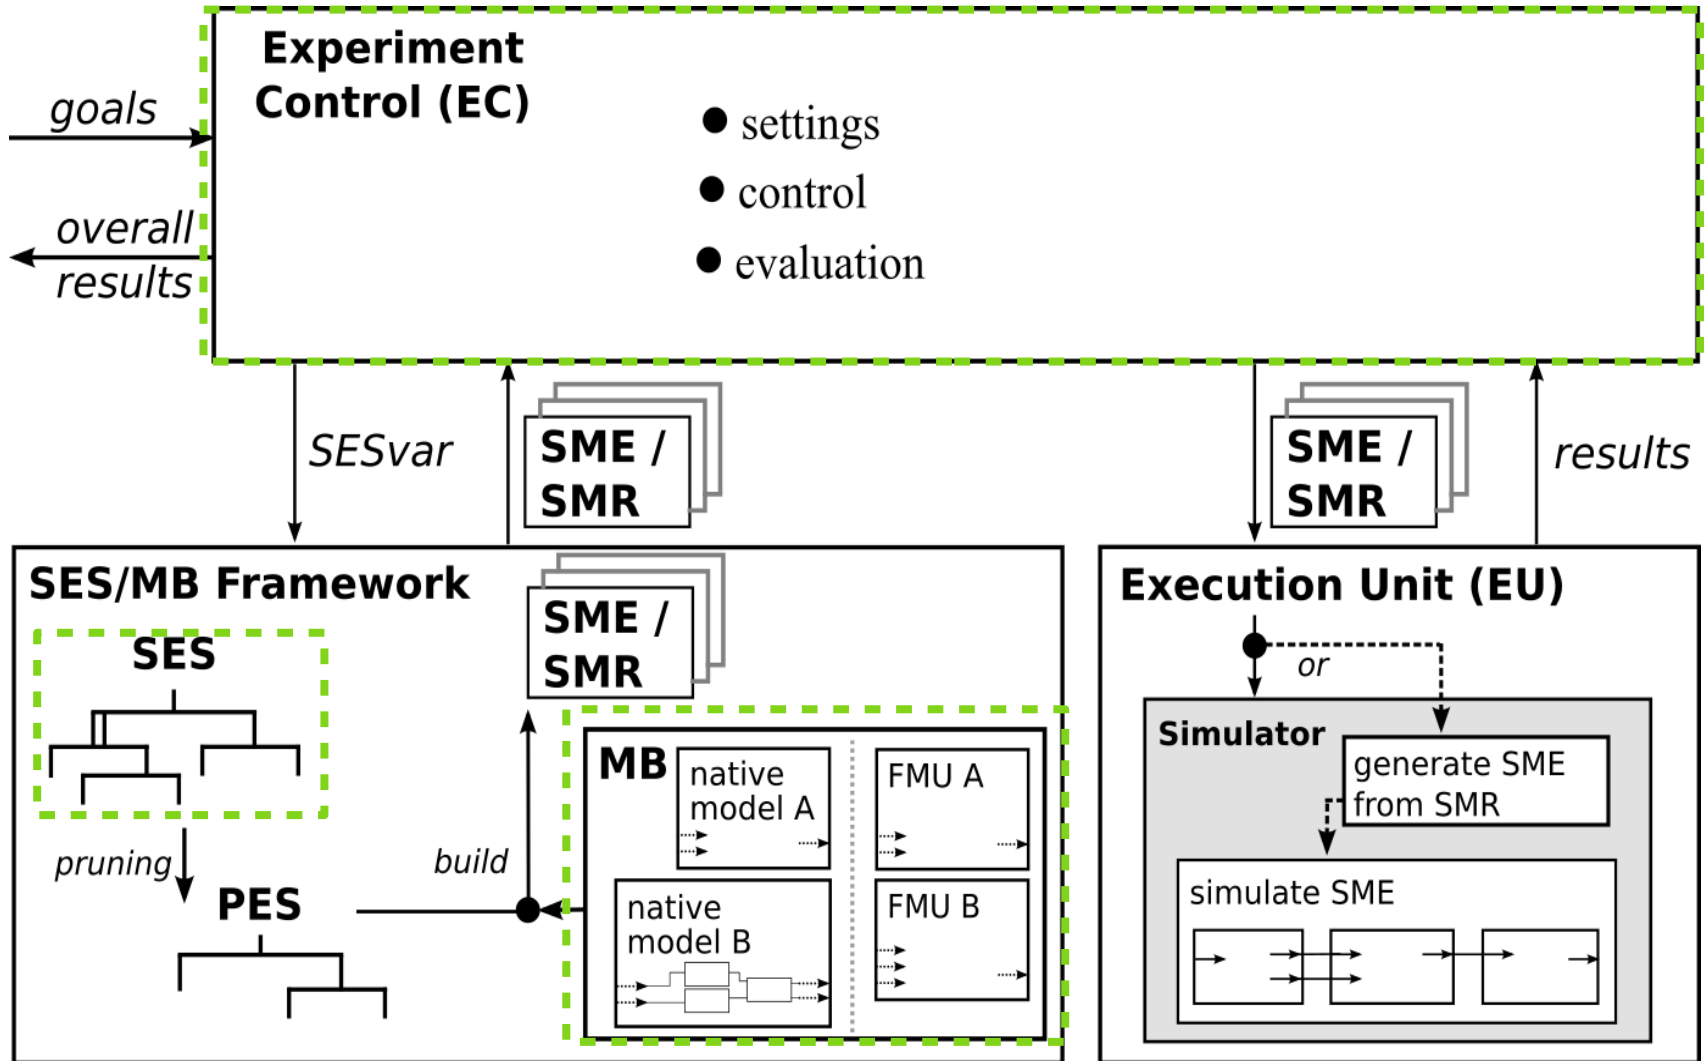 Experiment
Control (EC)
goals
settings
control
overall
results
evaluation
SESvar
SME /
SMR
SME /
SMR
results
SES/MB Framework
SME /
SMR
SES
pruning
PES
build
MB
native
model A
FMU A
native
model B
FMU B
Execution Unit (EU)
or
Simulator
generate SME
from SMR
simulate SME